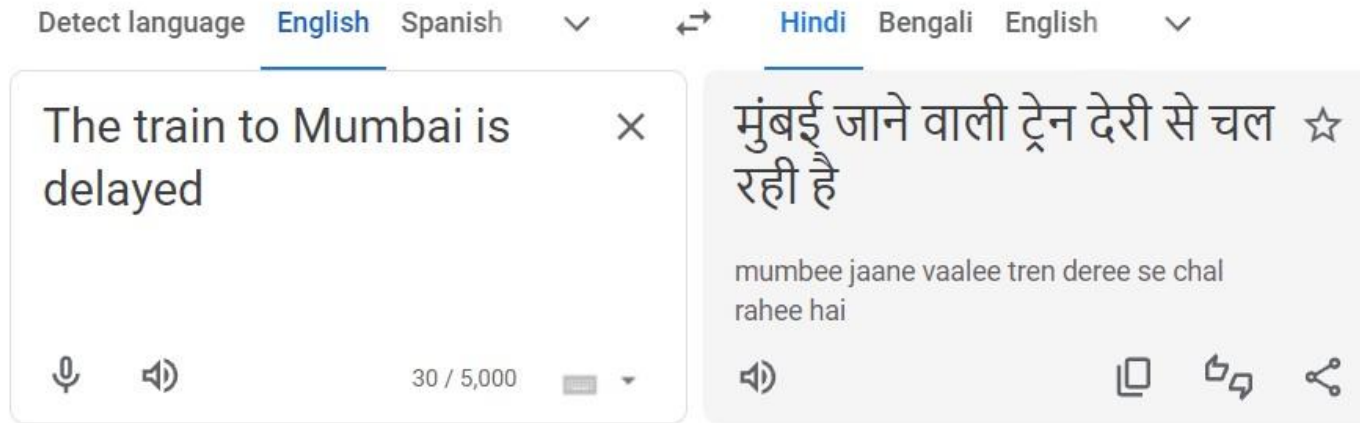 Detect language English Spanish
Hindi Bengali English
The train to Mumbai is
delayed
30 / 5,000
मुंबई जाने वाली ट्रेन देरी से चल
रही है
mumbee jaane vaalee tren deree se chal
rahee hai